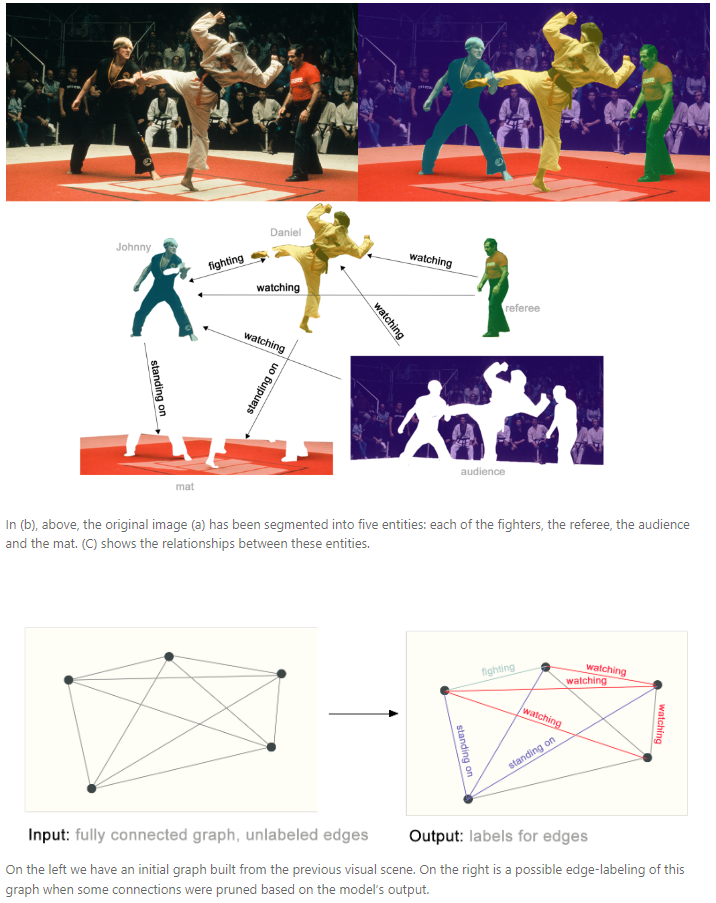 Daniel
Johnny
fighting
watching
watching
referee
watching
watching
standing on
standing on
audience
mat
In (b), above, the original image (a) has been segmented into five entities: each of the fighters, the referee, the audience
and the mat. (C) shows the relationships between these entities.
fighting
watching
watching
watching
watching
standing on
standing on
Input: fully connected graph, unlabeled edges
Output: labels for edges
On the left we have an initial graph built from the previous visual scene. On the right is a possible edge-labeling of this
graph when some connections were pruned based on the model's output.